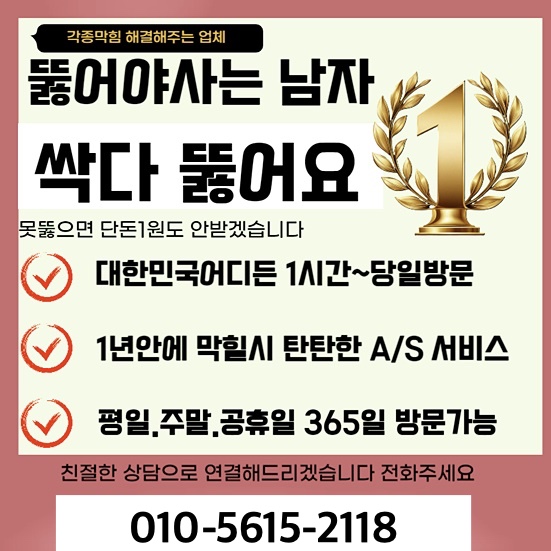 각종막힘 해결해주는 업체
뚫어야사는 남자
싹다 뚫어요
1
못뚫으면 단돈1원도 안받겠습니다
대한민국어디든 1시간~당일방문
1년안에 막힐시 탄탄한 A/S 서비스
평일.주말.공휴일 365일 방문가능
친절한 상담으로 연결해드리겠습니다 전화주세요
010-5615-2118